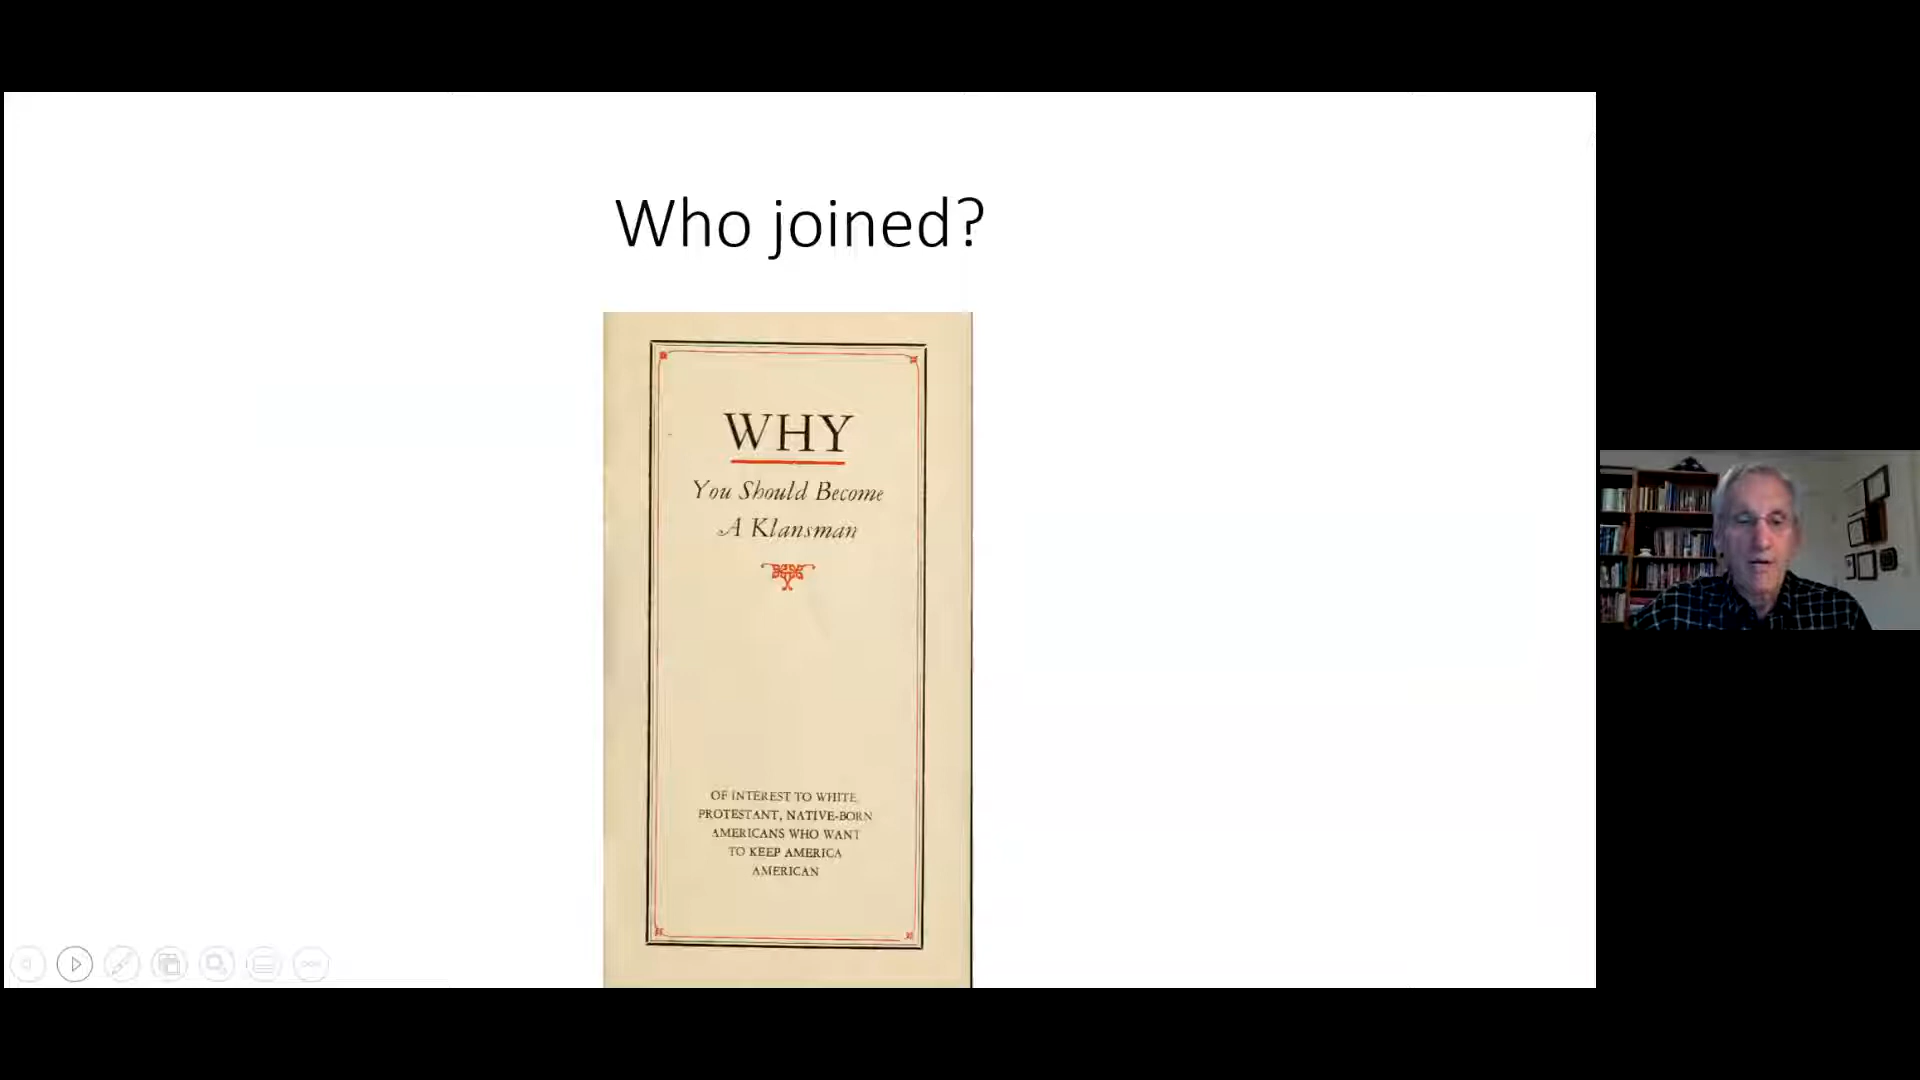 Who joined?
WHY
You Should Become
A Klansman
OF INTEREST TO WHITE,
PROTESTANT, NATIVE-BORN
AMERICANS WHO WANT
TO KEEP AMERICA
AMERICAN